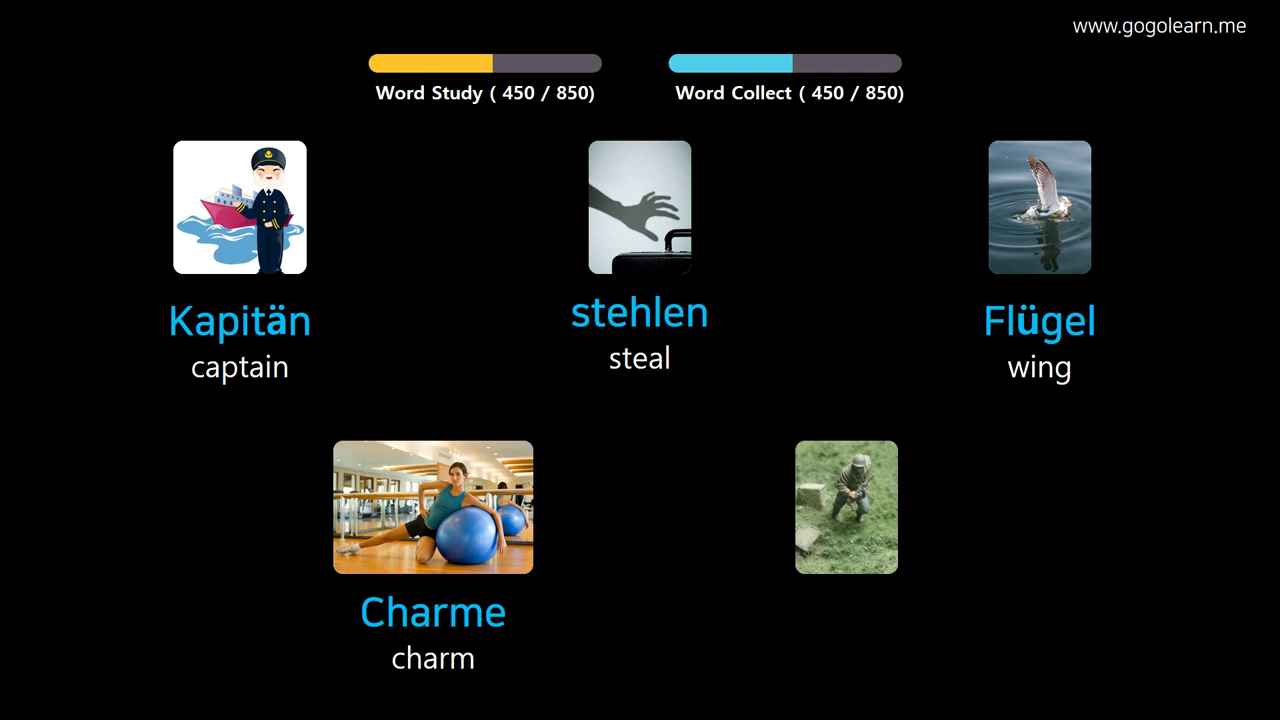 www.gogolearn.me
Word Study ( 450 / 850)
Word Collect ( 450 / 850)
Kapitän
captain
stehlen
steal
Flügel
wing
Charme
charm